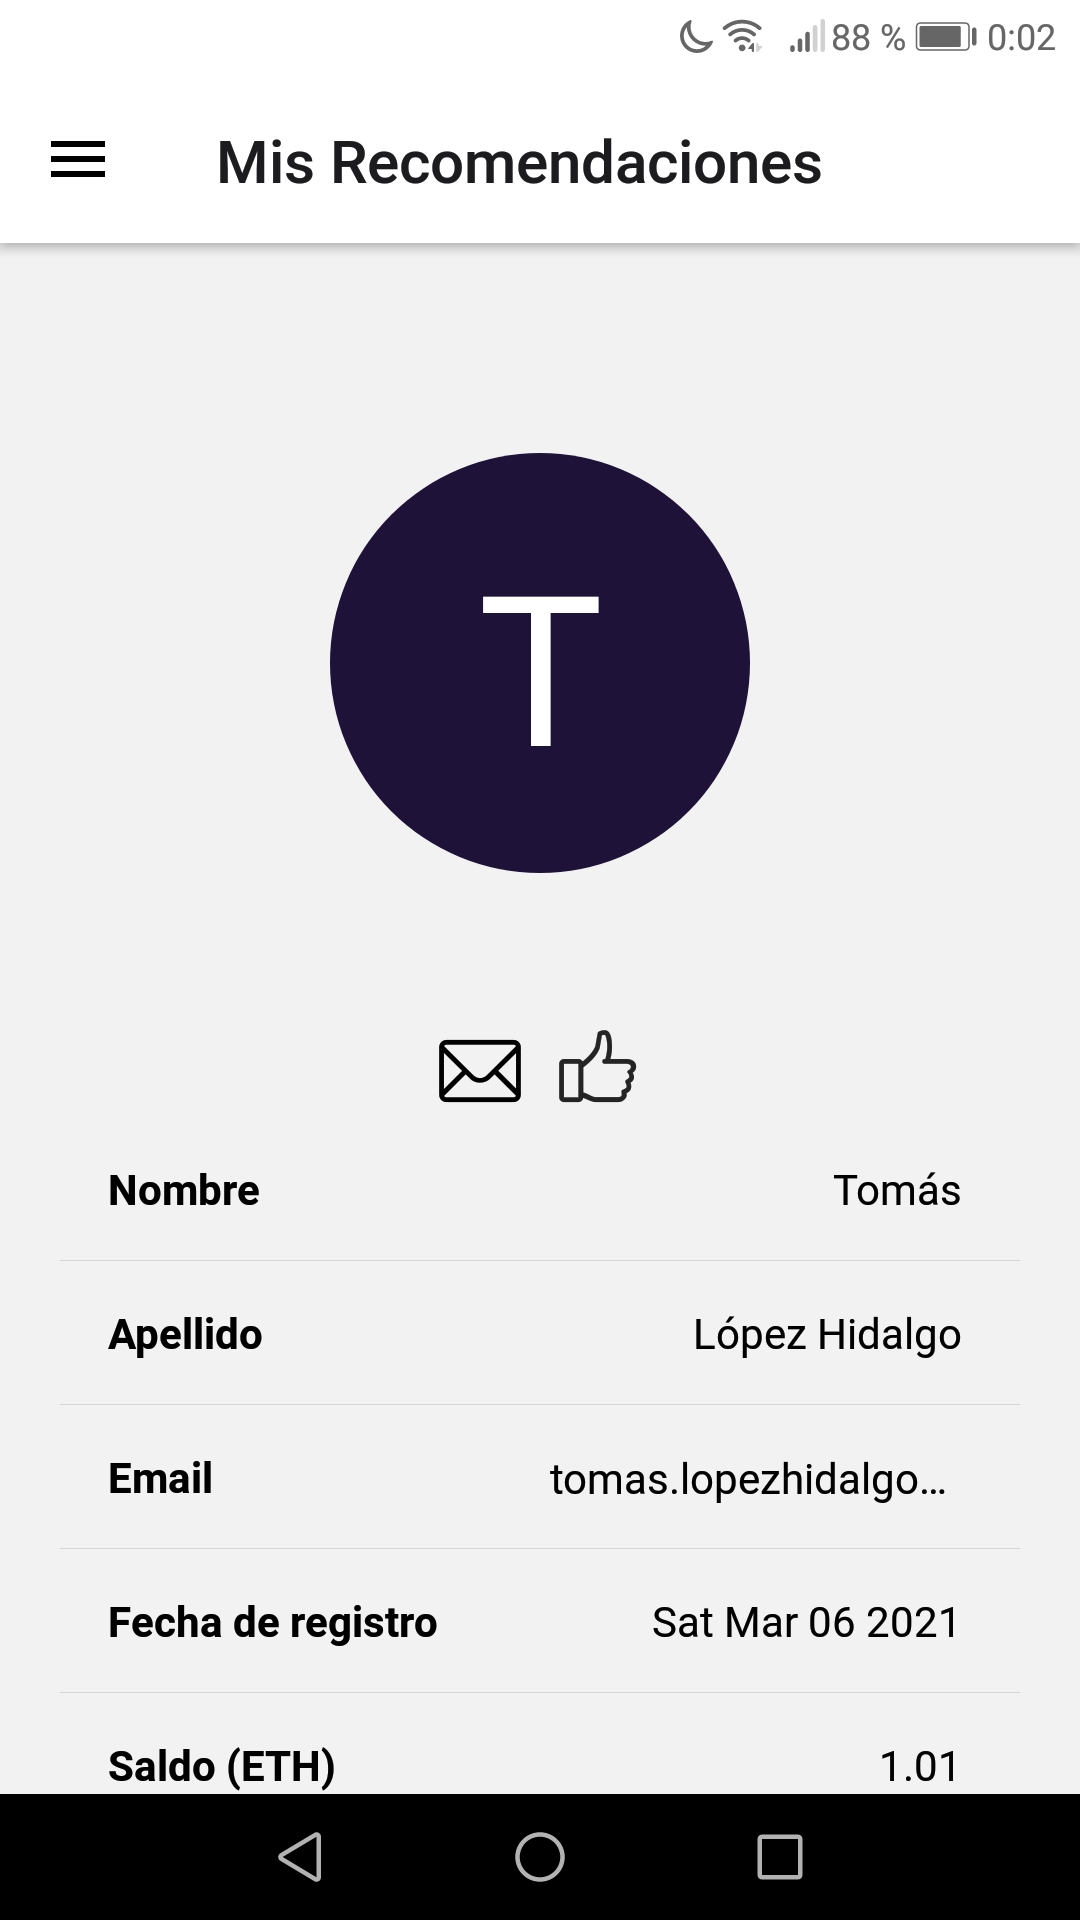 88 % 0:02
Mis Recomendaciones
T
Nombre Tomás
Apellido López Hidalgo
Email tomas.lopezhidalgo...
Fecha de registro Sat Mar 06 2021
Saldo (ETH) 1.01